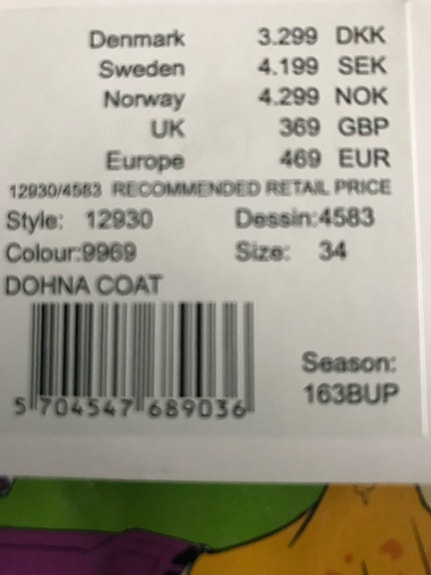 Denmark 3.299 DKK
Sweden 4.199 SEK
Norway 4.299 NOK
UK 369 GBP
Europe 469 EUR
12930/4583 RECOMMENDED RETAIL PRICE
Style: 12930 Dessin:4583
Colour:9969 Size: 34
DOHNA COAT
Season:
163BUP
5 704547 689036